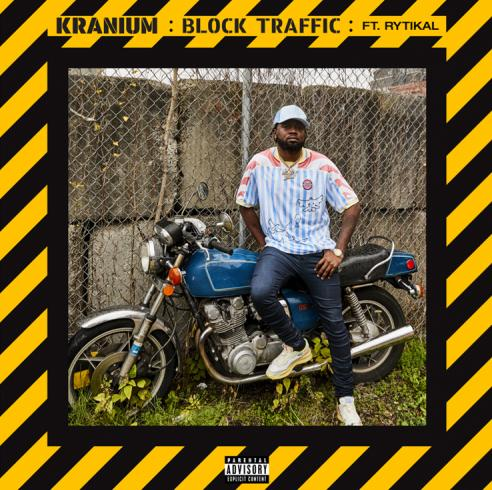 KRANIUM : BLOCK TRAFFIC : FT. RYTIKAL
PARENTAL
ADVISORY
EXPLICIT CONTENT